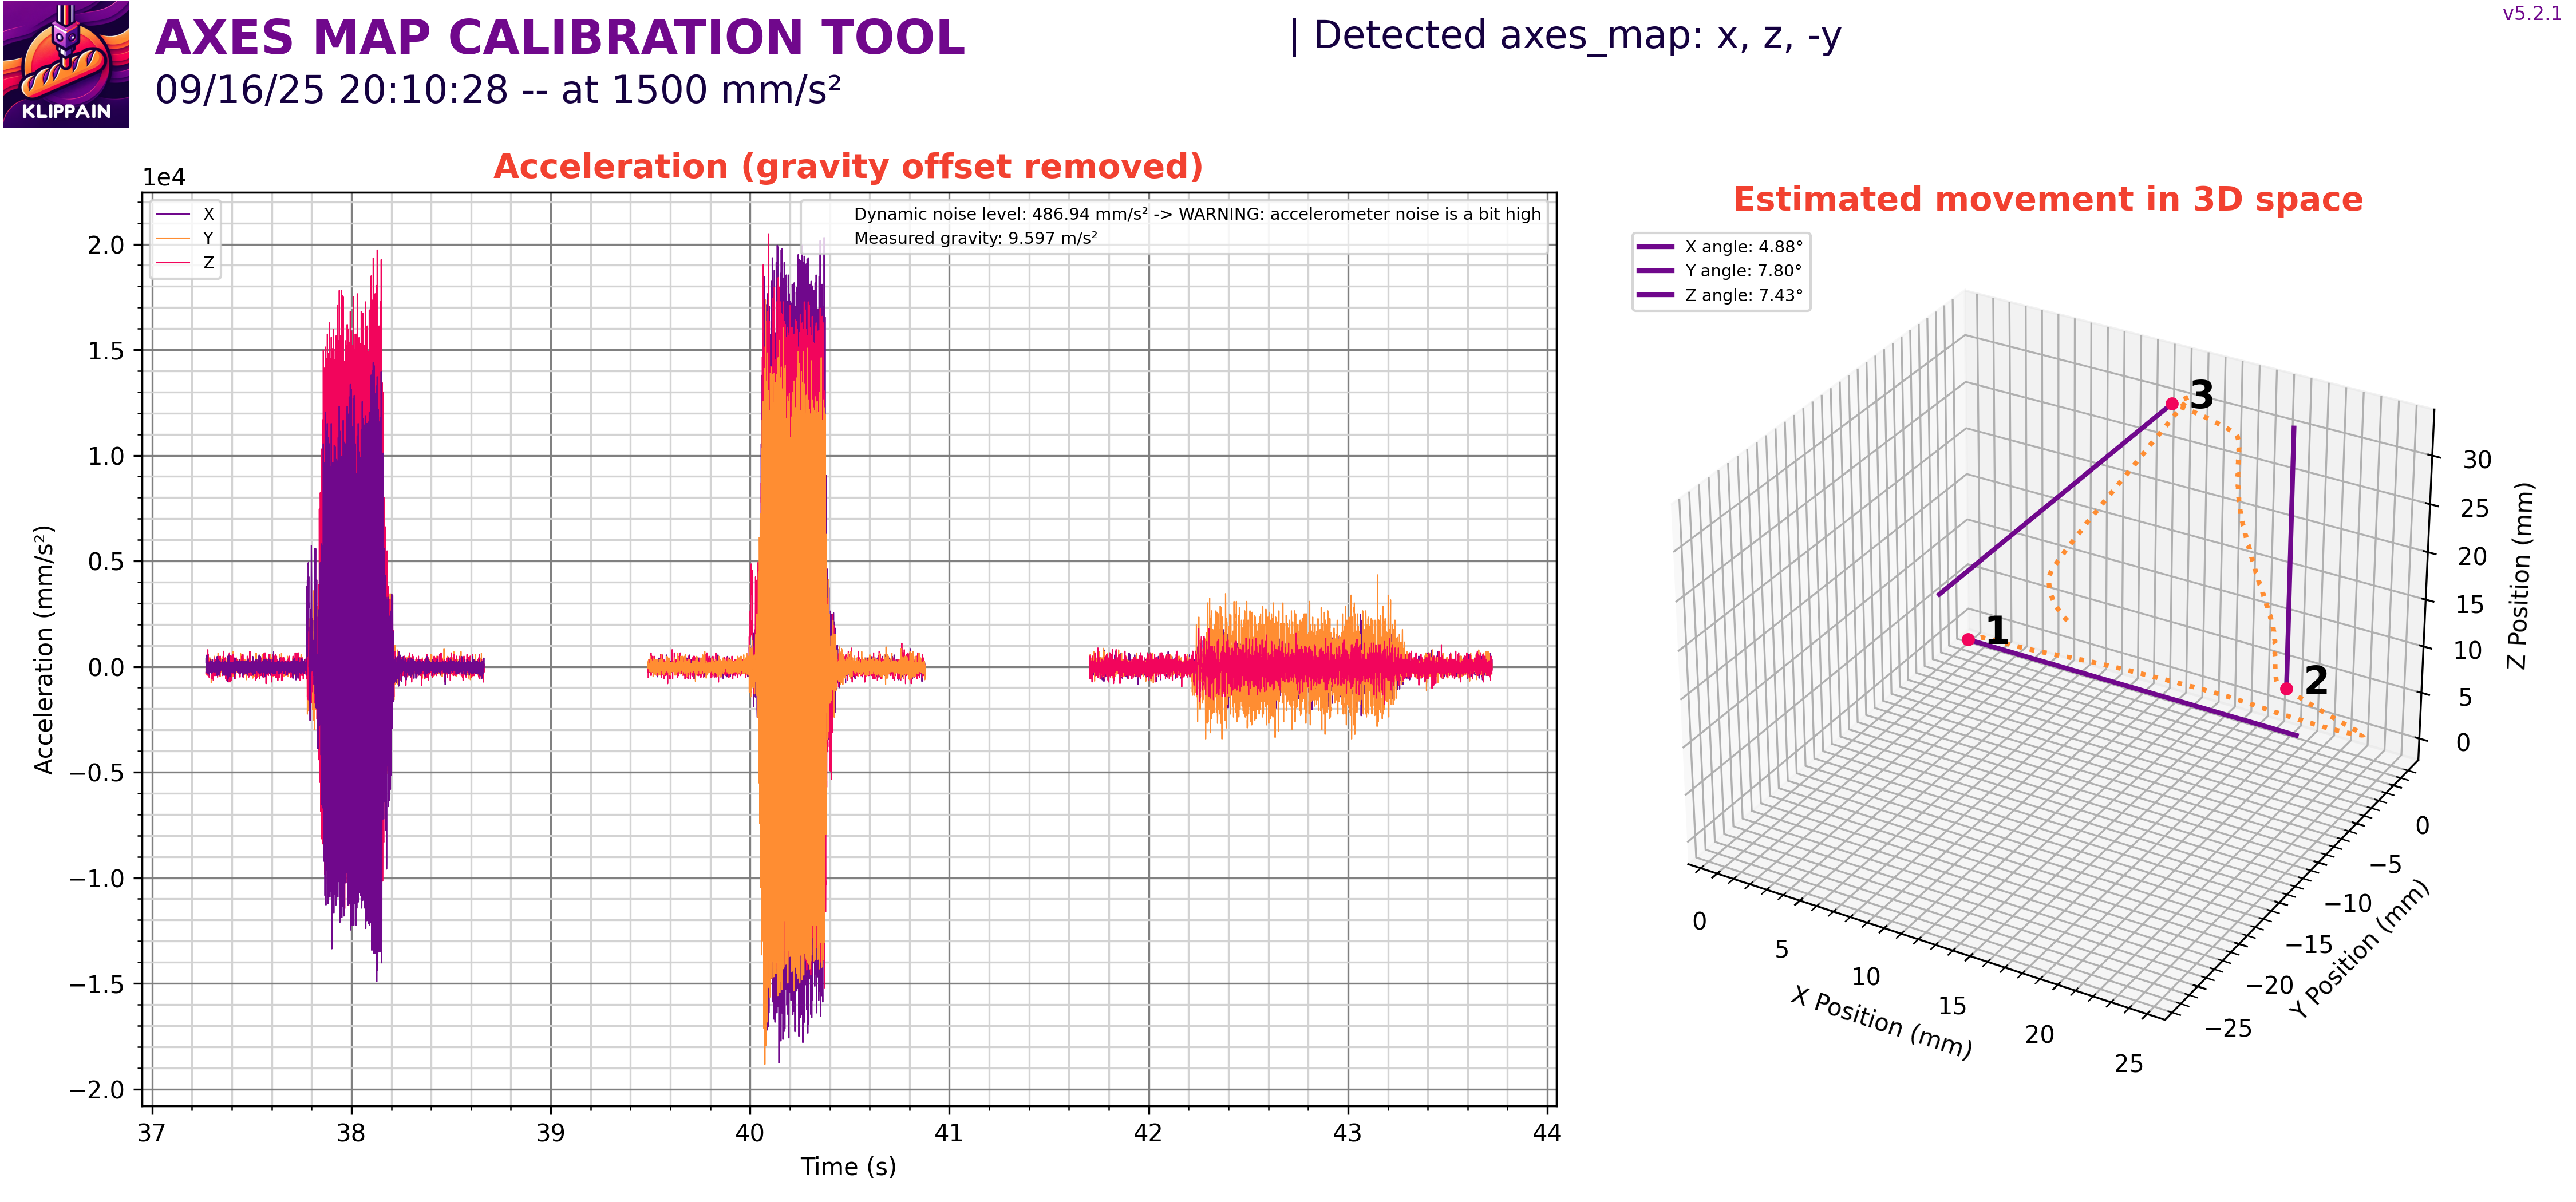 v5.2.1
KLIPPAIN
AXES MAP CALIBRATION TOOL
| Detected axes_map: x, z, -y
09/16/25 20:10:28 -- at 1500 mm/s²
Acceleration (gravity offset removed)
1e4
X
Y
Z
Dynamic noise level: 486.94 mm/s² -> WARNING: accelerometer noise is a bit high
Measured gravity: 9.597 m/s²
2.0
1.5
1.0
0.5
0.0
−0.5
−1.0
−1.5
−2.0
Acceleration (mm/s²)
37
38
39
40
41
42
43
44
Time (s)
Estimated movement in 3D space
X angle: 4.88°
Y angle: 7.80°
Z angle: 7.43°
3
1
2
30
25
20
15
10
5
0
Z Position (mm)
0
−5
−10
−15
−20
−25
Y Position (mm)
0
5
10
15
20
25
X Position (mm)